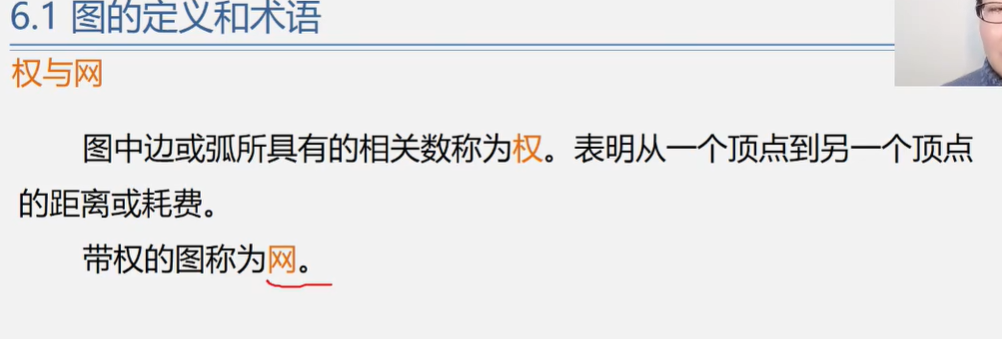 6.1 图的定义和术语
权与网
图中边或弧所具有的相关数称为权。表明从一个顶点到另一个顶点
的距离或耗费。
带权的图称为网。